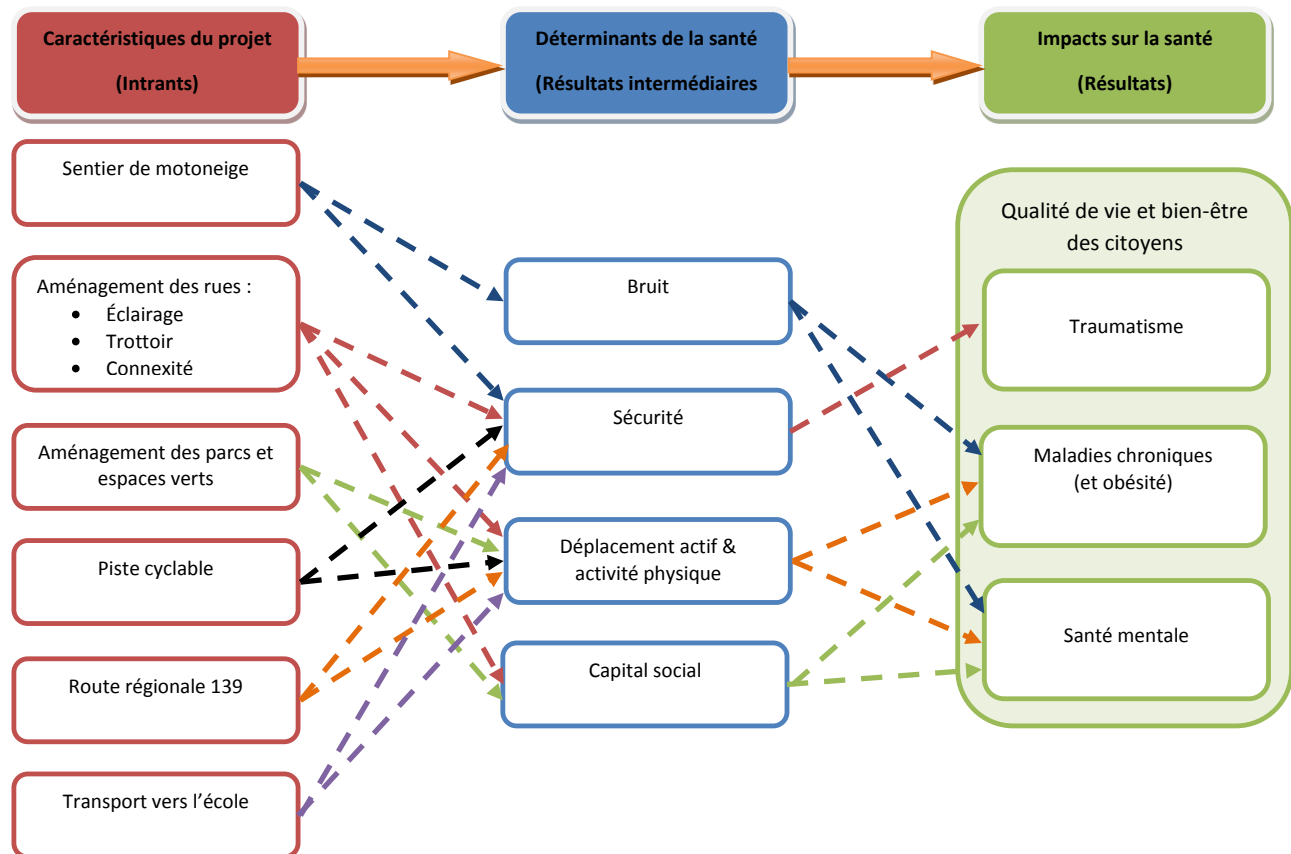 Caractéristiques du projet
(Intrants)
Déterminants de la santé
(Résultats intermédiaires
Impacts sur la santé
(Résultats)
Sentier de motoneige
Aménagement des rues :
• Éclairage
• Trottoir
• Connexité
Aménagement des parcs et
espaces verts
Piste cyclable
Route régionale 139
Transport vers l'école
Bruit
Sécurité
Déplacement actif &
activité physique
Capital social
Qualité de vie et bien-être
des citoyens
Traumatisme
Maladies chroniques
(et obésité)
Santé mentale